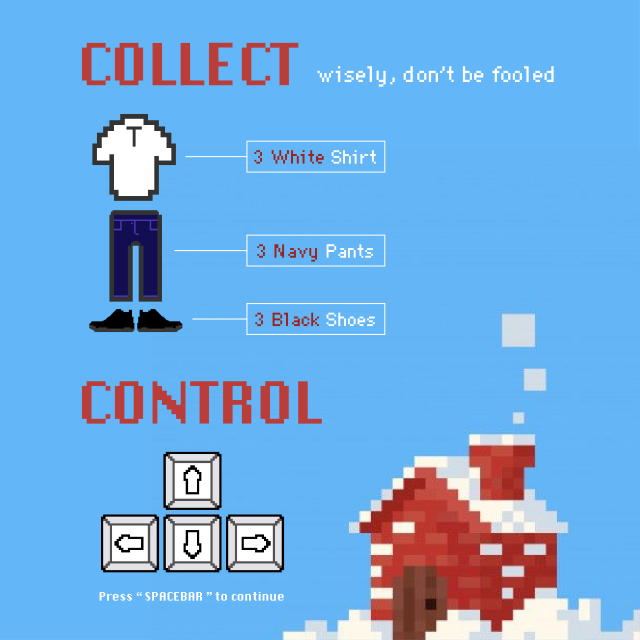 COLLECT wisely, don't be fooled
3 White Shirt
3 Navy Pants
3 Black Shoes
CONTROL
Press "SPACEBAR" to continue